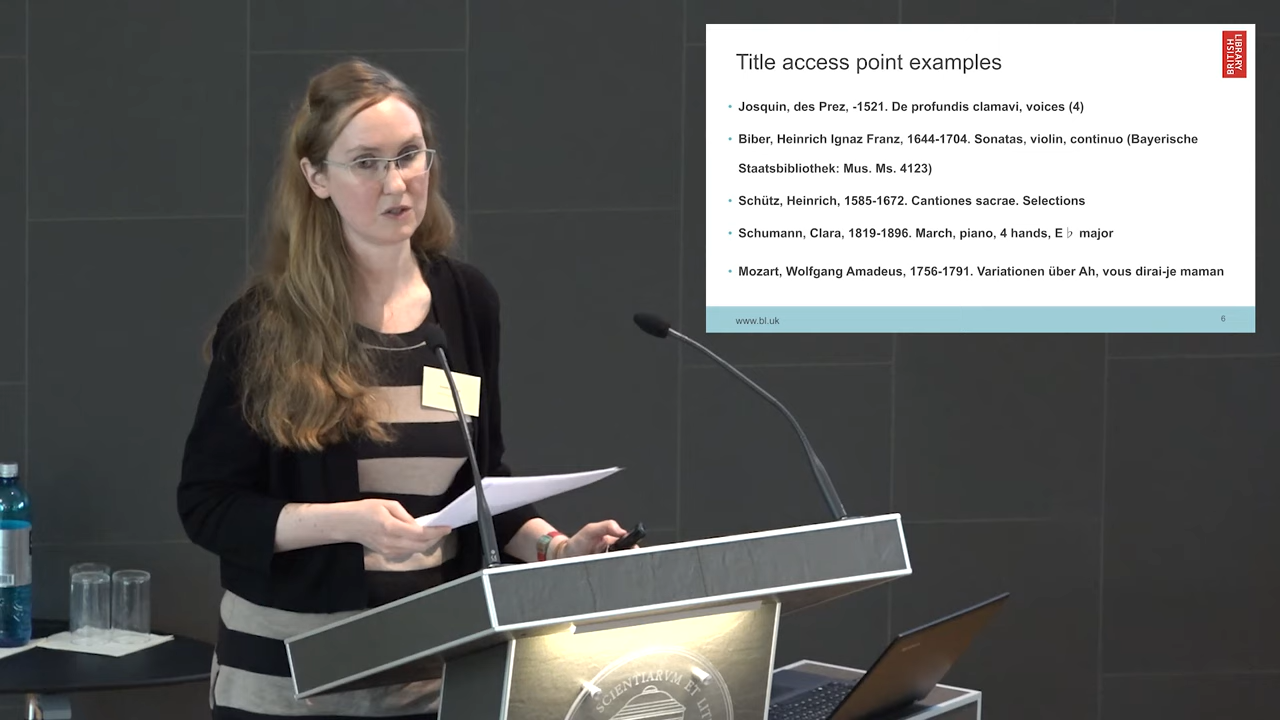 Title access point examples
BRITISH
LIBRARY
• Josquin, des Prez, -1521. De profundis clamavi, voices (4)
• Biber, Heinrich Ignaz Franz, 1644-1704. Sonatas, violin, continuo (Bayerische
Staatsbibliothek: Mus. Ms. 4123)
• Schütz, Heinrich, 1585-1672. Cantiones sacrae. Selections
• Schumann, Clara, 1819-1896. March, piano, 4 hands, E ♭ major
• Mozart, Wolfgang Amadeus, 1756-1791. Variationen über Ah, vous dirai-je maman
www.bl.uk
6
SCIENTIARVM ET